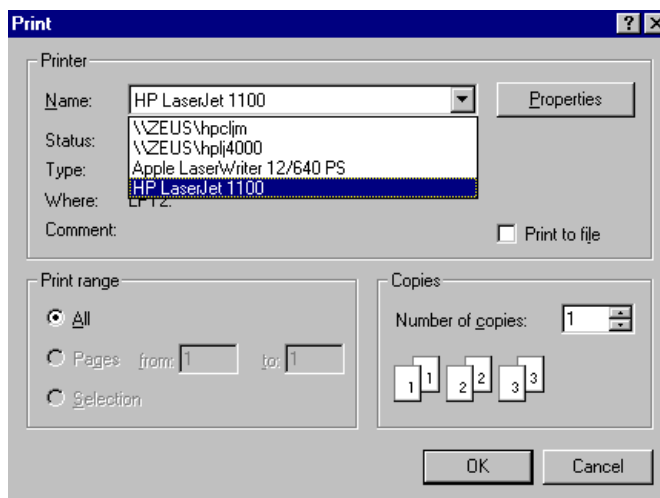 Print
Printer
Name: HP LaserJet 1100 Properties
\\ZEUS\hpcljm
Status: \\ZEUS\hplj4000
Type: Apple LaserWriter 12/640 PS
HP LaserJet 1100
Where: LPT2:
Comment: Print to file
Print range
All
Pages from: 1 to: 1
Selection
Copies
Number of copies: 1
1 1 2 2 3 3
OK Cancel